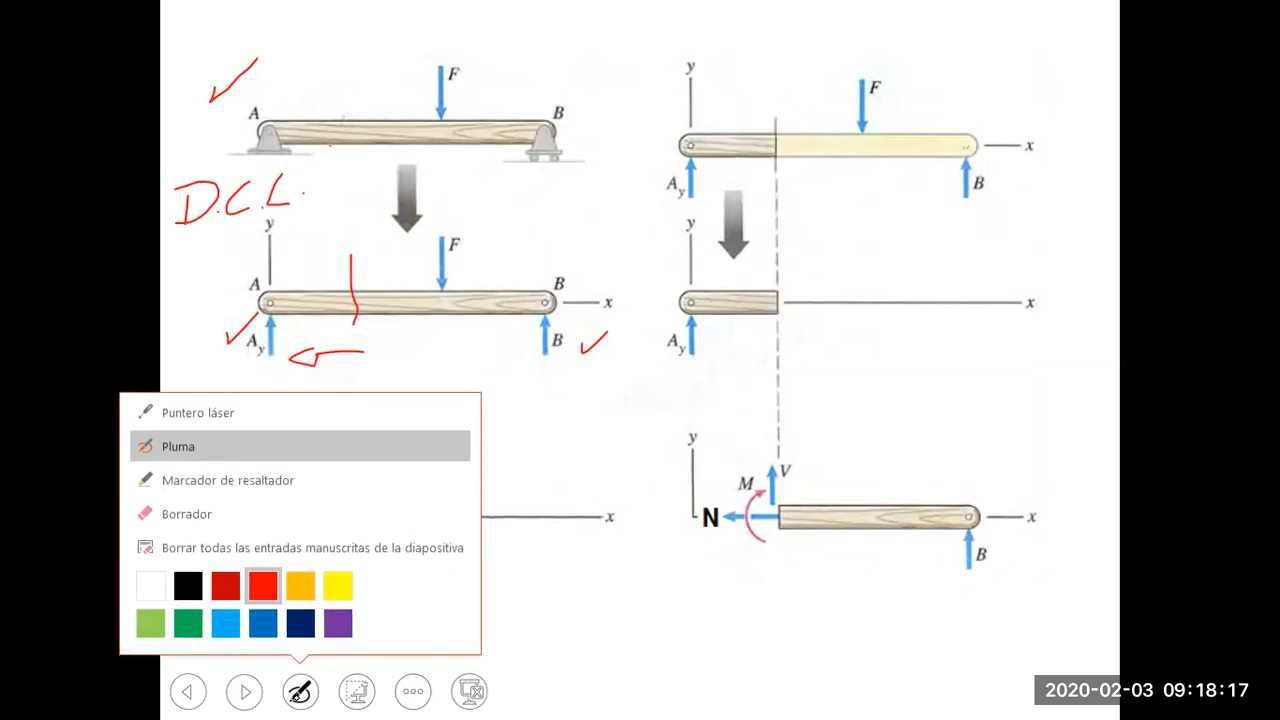 F
A
B
D.C.L.
y
F
A
B
x
Ay
B
x
y
F
x
Ay
B
y
x
Ay
y
V
M
N
x
B
Puntero láser
Pluma
Marcador de resaltador
Borrador
Borrar todas las entradas manuscritas de la diapositiva
2020-02-03 09:18:17